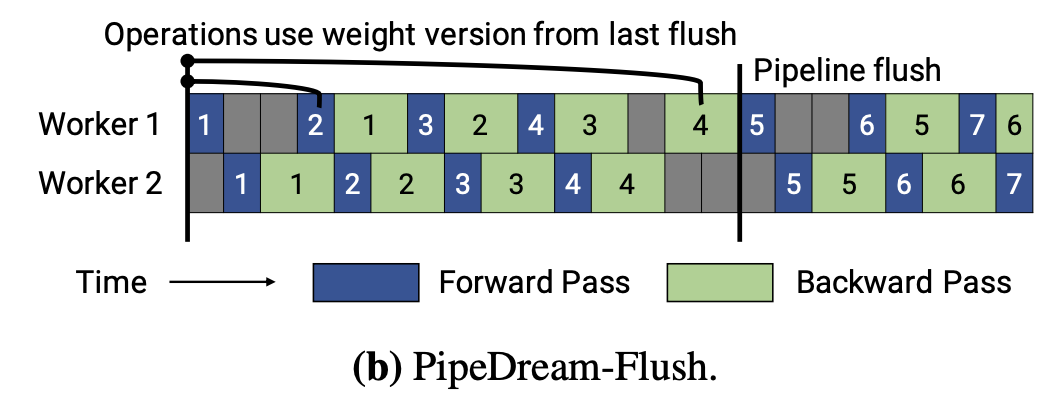 Operations use weight version from last flush
Pipeline flush
Worker 1 1 2 1 3 2 4 3 4 5 6 5 7 6
Worker 2 1 1 2 2 3 3 4 4 5 5 6 6 7
Time Forward Pass Backward Pass
(b) PipeDream-Flush.